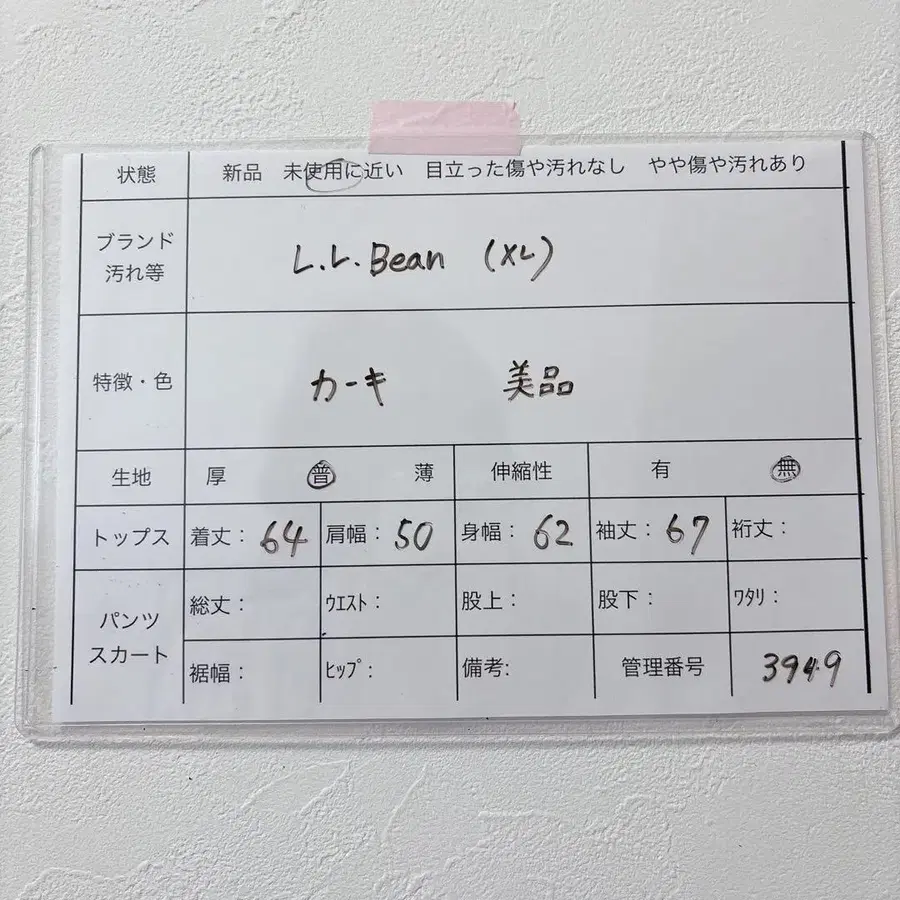 状態 新品 未使用に近い 目立った傷や汚れなし やや傷や汚れあり
ブランド
汚れ等
L.L.Bean (XL)
特徴・色 カーキ 美品
生地 厚 普 薄 伸縮性 有 無
トップス 着丈: 64 肩幅: 50 身幅: 62 袖丈: 67 裄丈:
パンツ
スカート
総丈: ウエスト: 股上: 股下: ワタリ:
裾幅: ヒップ: 備考: 管理番号 3949